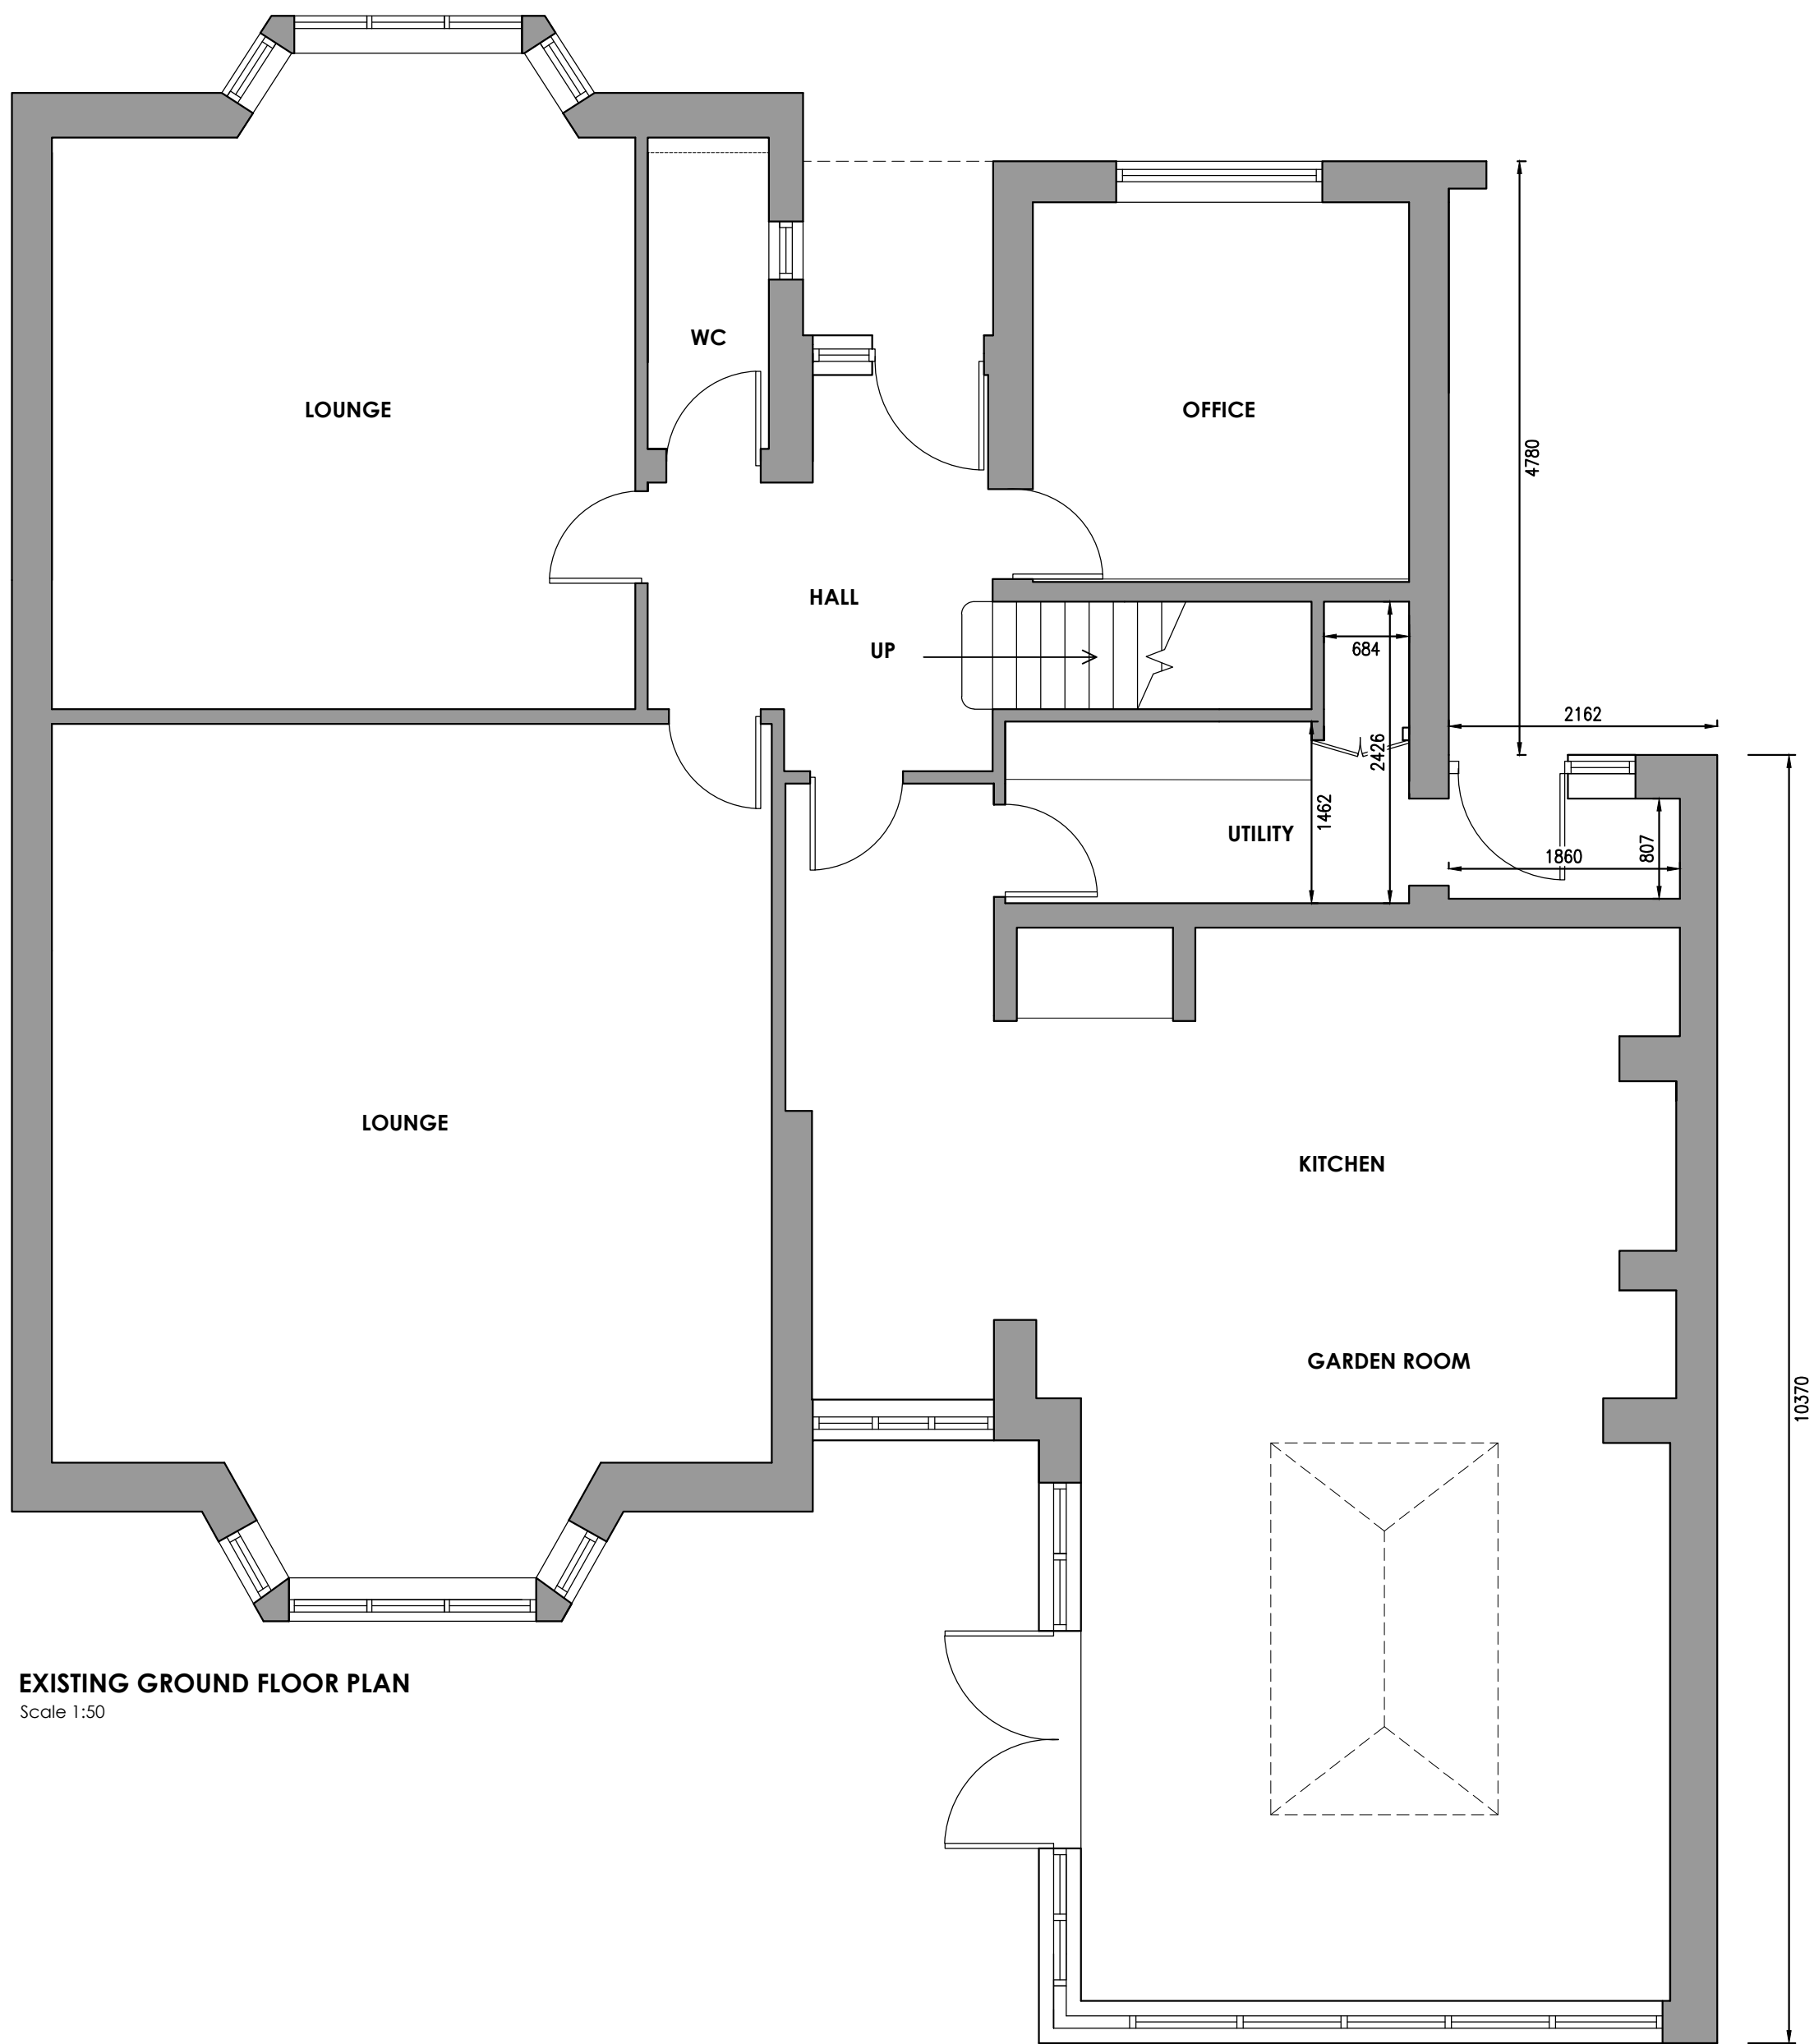 WC
LOUNGE
OFFICE
4780
HALL
UP
684
2162
2426
1462
UTILITY
807
1860
LOUNGE
KITCHEN
GARDEN ROOM
10370
EXISTING GROUND FLOOR PLAN
Scale 1:50